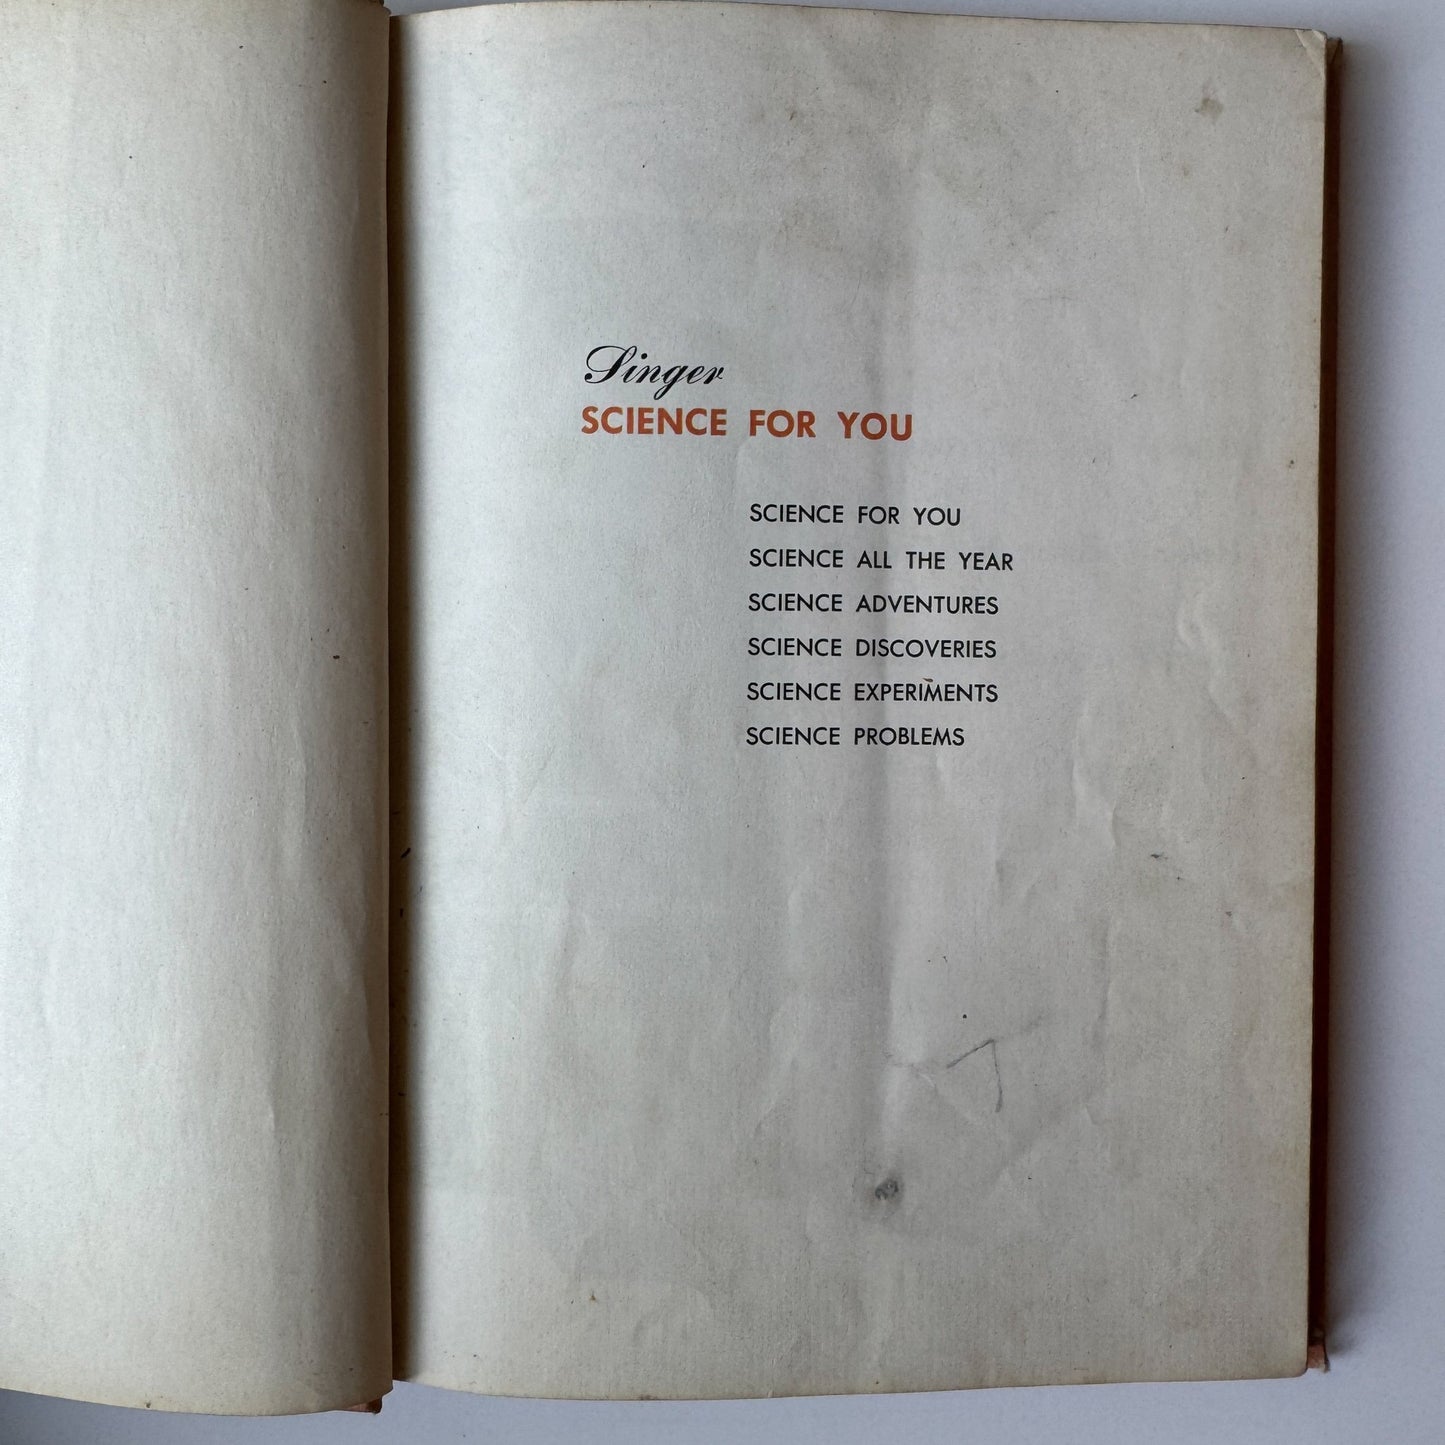 Singer
SCIENCE FOR YOU
SCIENCE FOR YOU
SCIENCE ALL THE YEAR
SCIENCE ADVENTURES
SCIENCE DISCOVERIES
SCIENCE EXPERIMENTS
SCIENCE PROBLEMS